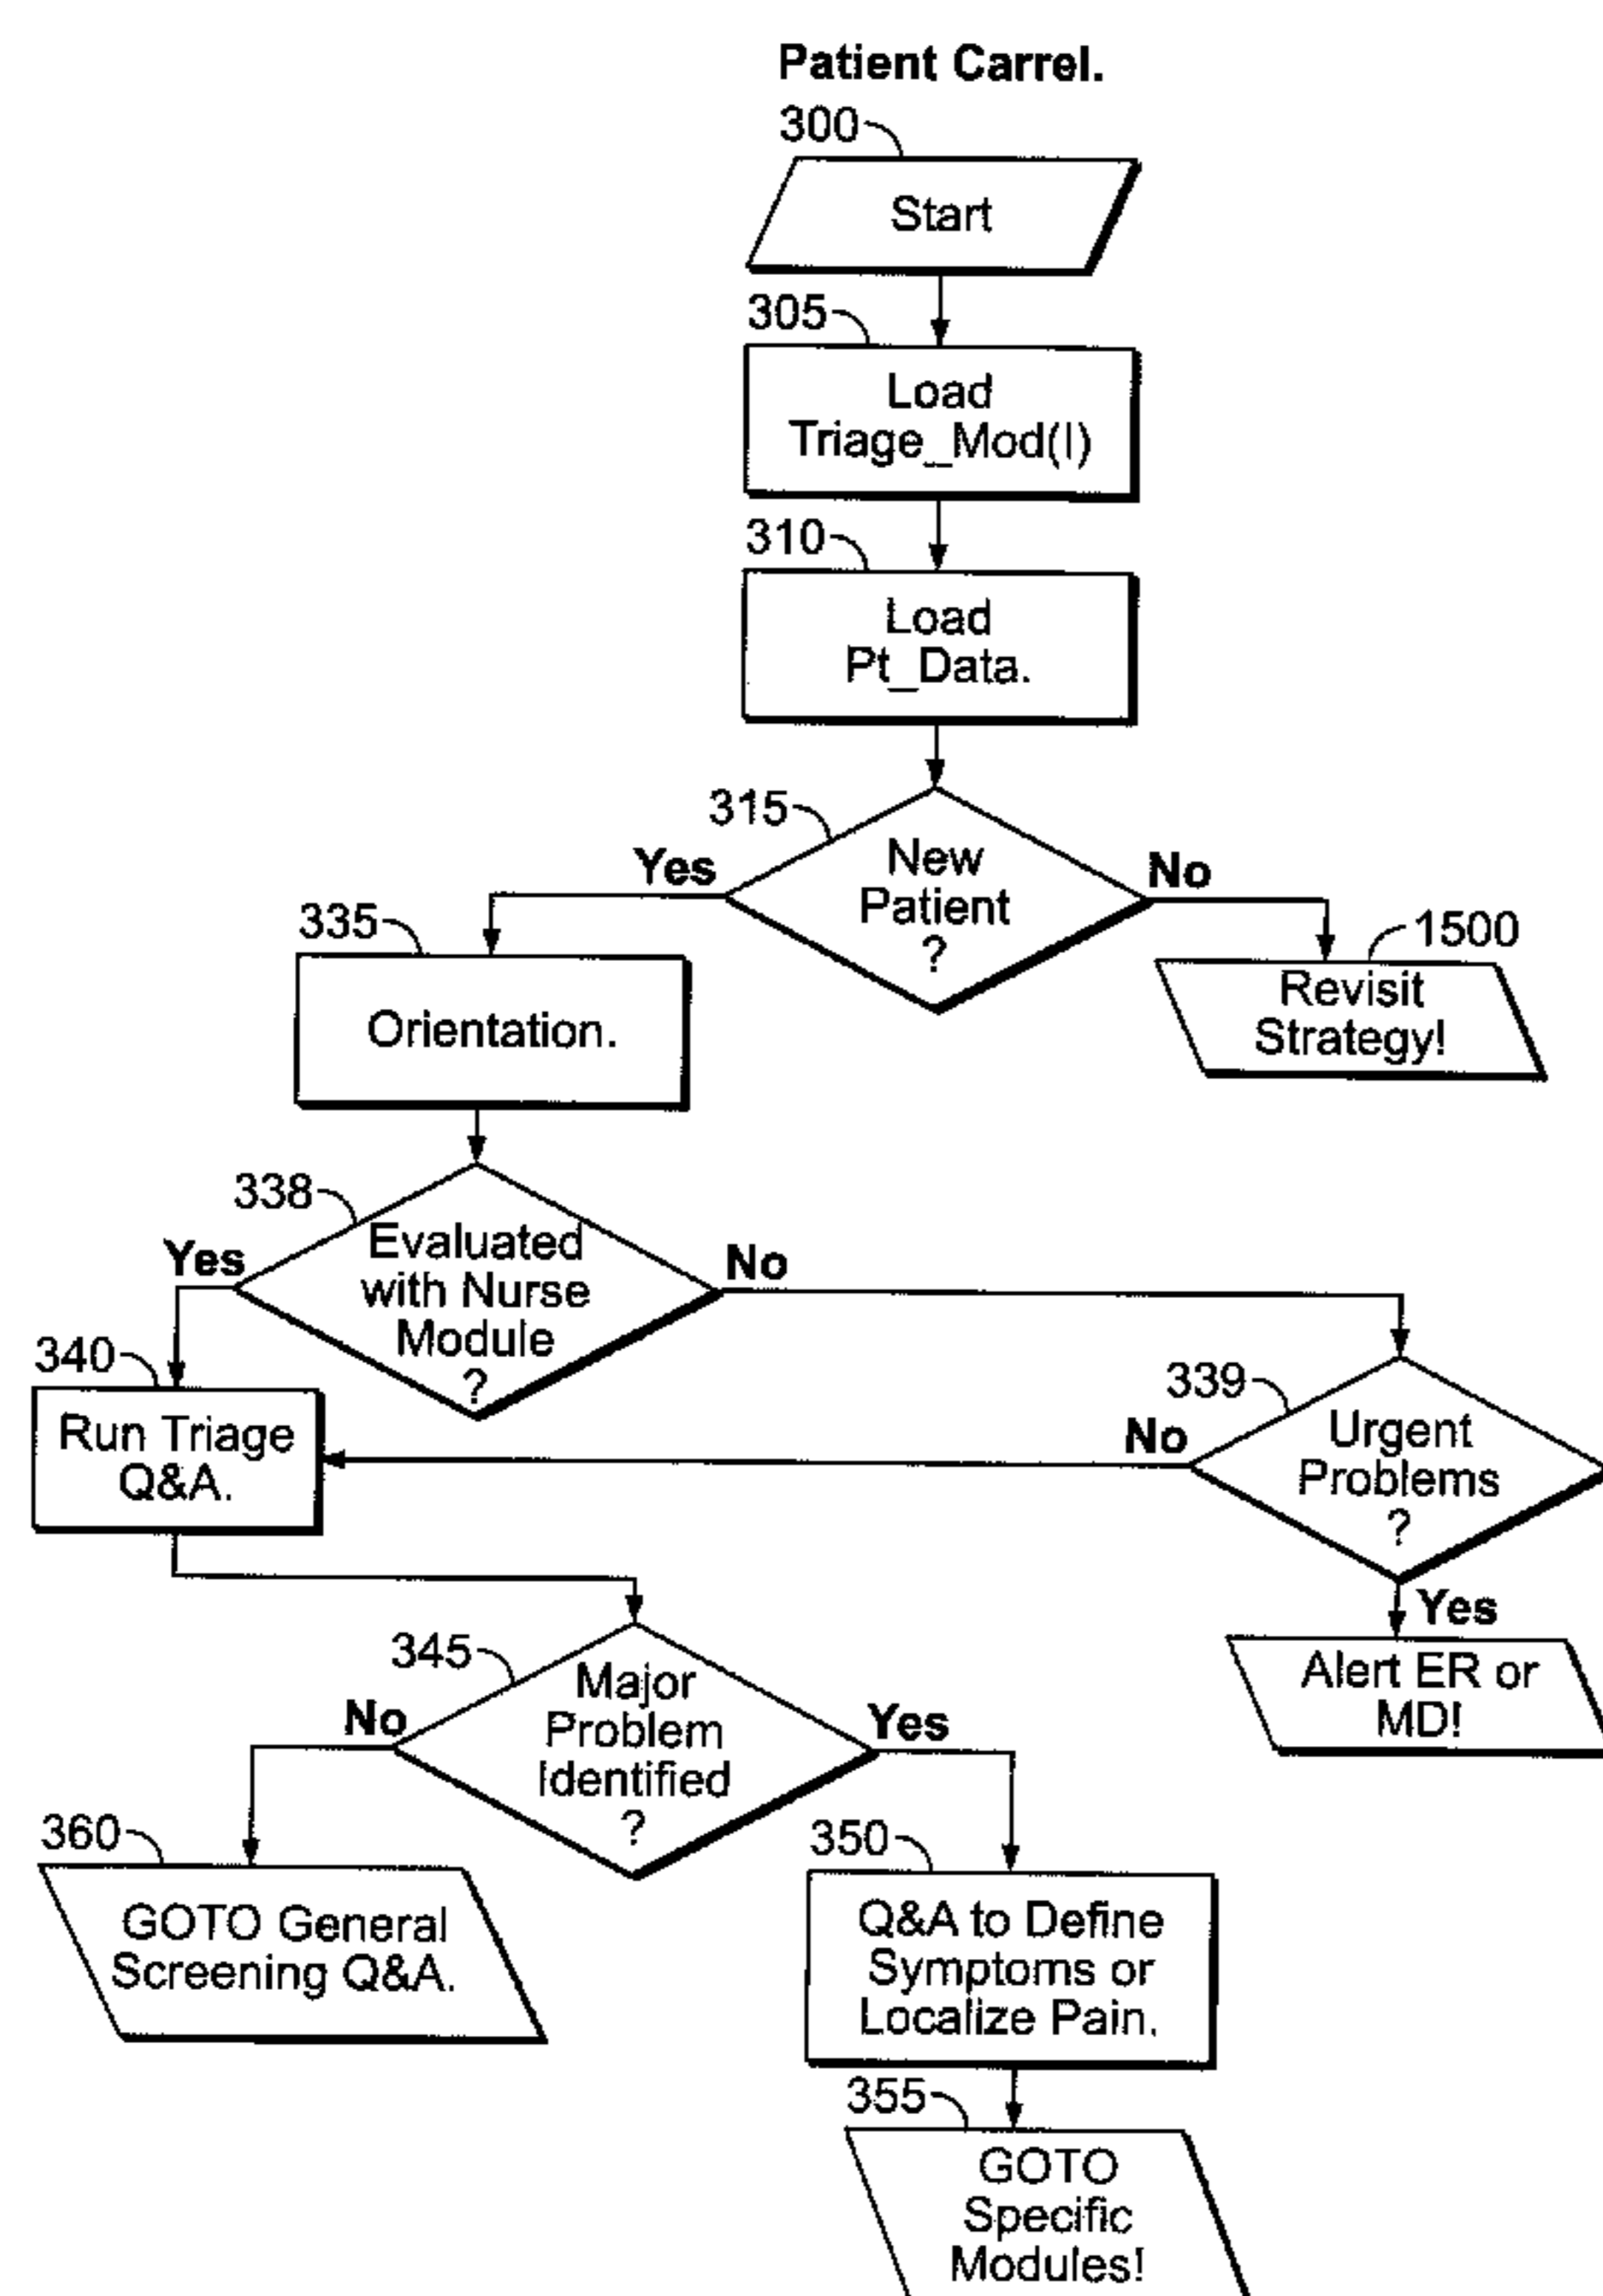 Patient Carrel.
300
Start
305
Load
Triage_Mod(I)
310
Load
Pt_Data.
315
New
Patient
?
Yes
No
335
Orientation.
1500
Revisit
Strategy!
338
Evaluated
with Nurse
Module
?
Yes
No
340
Run Triage
Q&A.
339
Urgent
Problems
?
No
Yes
Alert ER or
MD!
345
Major
Problem
Identified
?
No
Yes
360
GOTO General
Screening Q&A.
350
Q&A to Define
Symptoms or
Localize Pain.
355
GOTO
Specific
Modules!